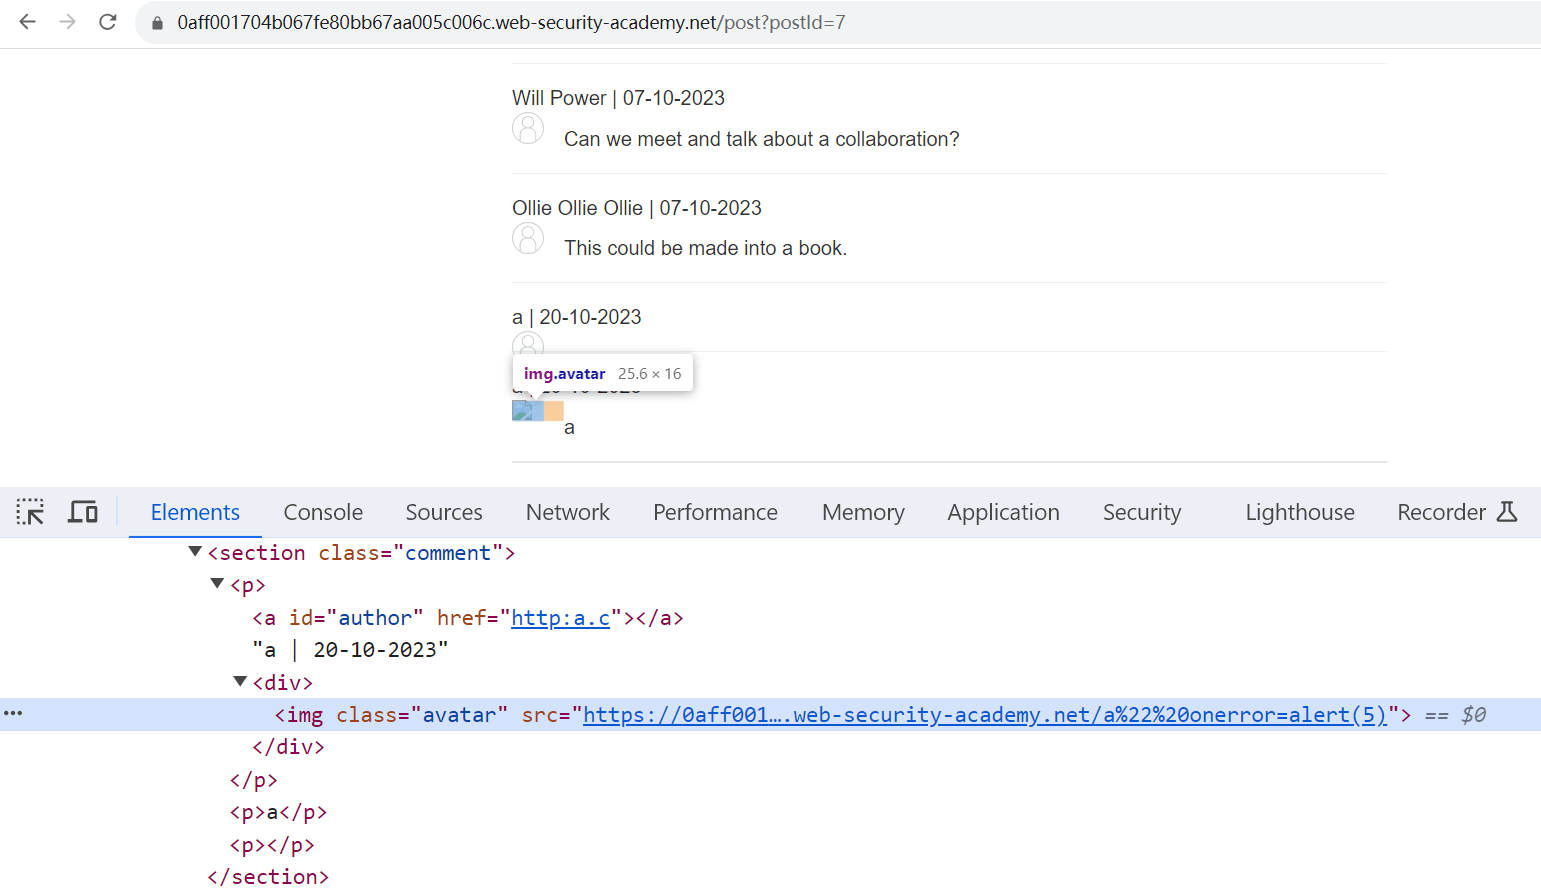 0aff001704b067fe80bb67aa005c006c.web-security-academy.net/post?postId=7
Will Power | 07-10-2023
Can we meet and talk about a collaboration?
Ollie Ollie Ollie | 07-10-2023
This could be made into a book.
a | 20-10-2023
img.avatar 25.6 × 16
a
Elements Console Sources Network Performance Memory Application Security Lighthouse Recorder
<section class="comment">
<p>
<a id="author" href="http:a.c"></a>
"a | 20-10-2023"
<div>
<img class="avatar" src="https://0aff001….web-security-academy.net/a%22%20onerror=alert(5)"> == $0
</div>
</p>
<p>a</p>
<p></p>
</section>